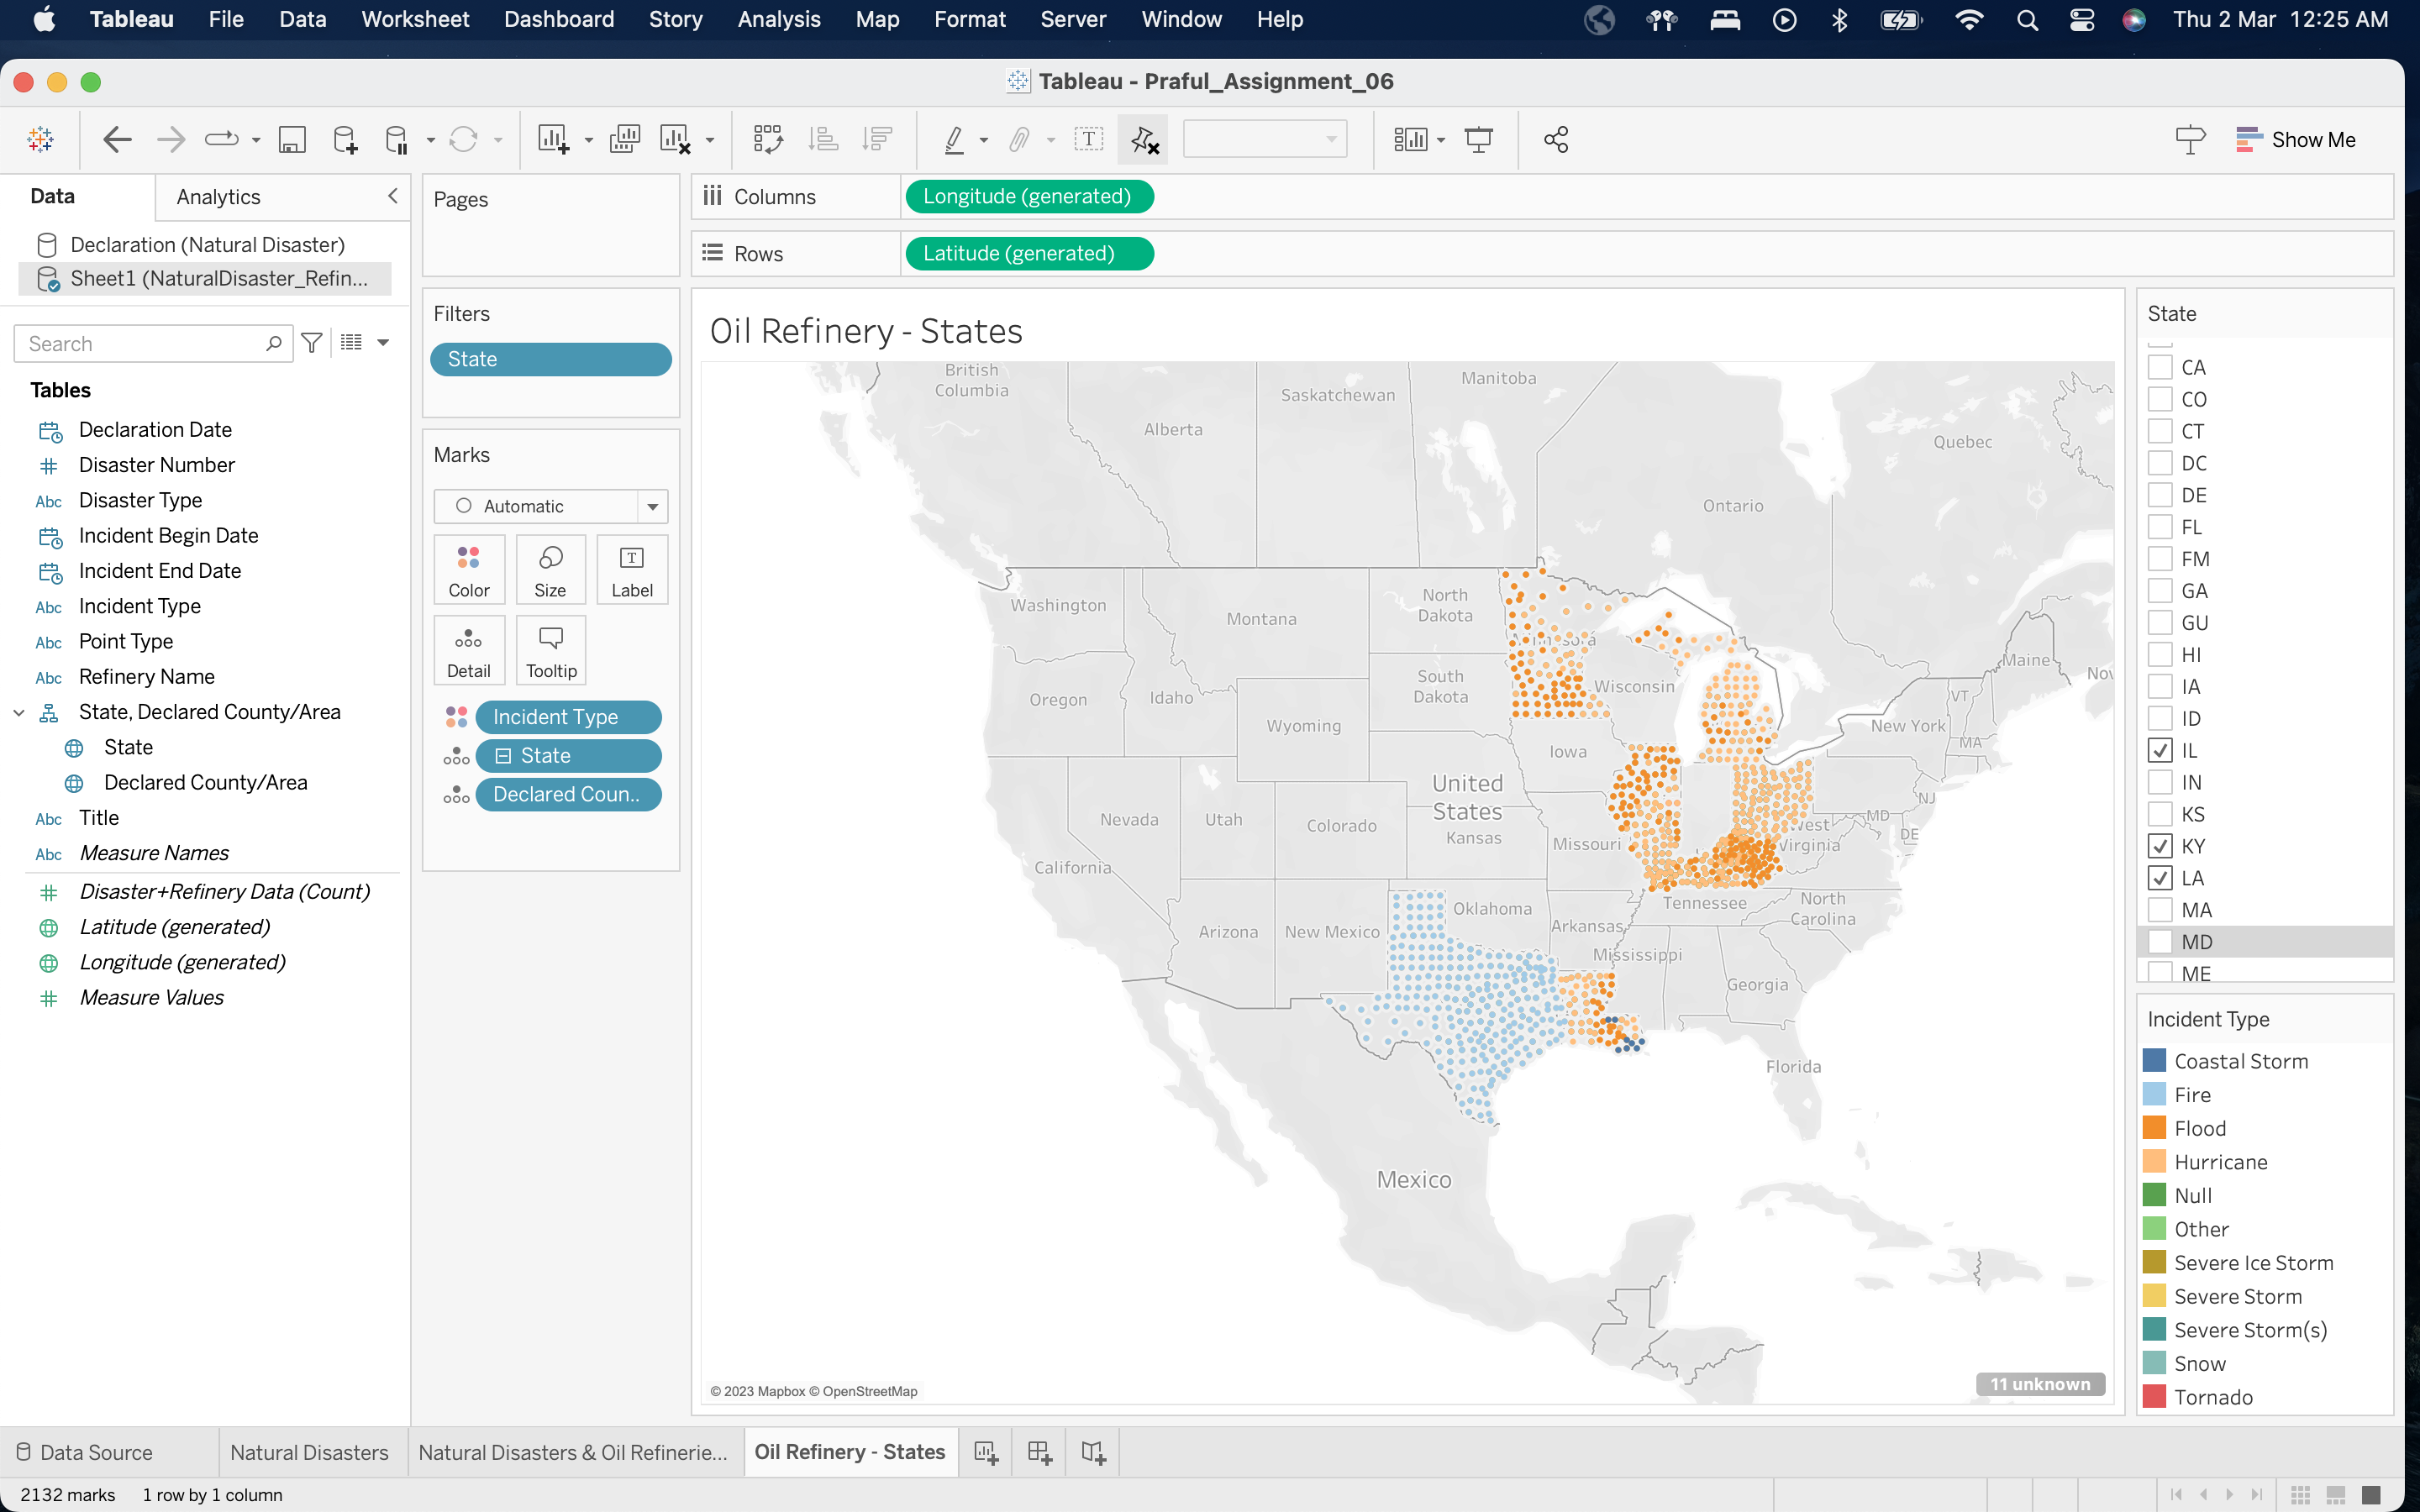 Tableau File Data Worksheet Dashboard Story Analysis Map Format Server Window Help Thu 2 Mar 12:25 AM
Tableau - Praful_Assignment_06
Show Me
Data Analytics
Declaration (Natural Disaster)
Sheet1 (NaturalDisaster_Refin...
Search
Tables
Declaration Date
# Disaster Number
Abc Disaster Type
Incident Begin Date
Incident End Date
Abc Incident Type
Abc Point Type
Abc Refinery Name
State, Declared County/Area
State
Declared County/Area
Abc Title
Abc Measure Names
# Disaster+Refinery Data (Count)
Latitude (generated)
Longitude (generated)
# Measure Values
Pages
Filters
State
Marks
Automatic
Color Size Label
Detail Tooltip
Incident Type
State
Declared Coun..
Columns Longitude (generated)
Rows Latitude (generated)
Oil Refinery - States
British
Columbia
Alberta
Saskatchewan
Manitoba
Ontario
Quebec
Washington
Montana
North
Dakota
Minnesota
Oregon
Idaho
South
Dakota
Wisconsin
Maine
VT
New York
MA
Wyoming
Iowa
Nevada
Utah
Colorado
United
States
Kansas
Missouri
NJ
MD
DE
West
Virginia
California
Arizona
New Mexico
Oklahoma
Arkansas
Tennessee
North
Carolina
Mississippi
Georgia
Florida
Mexico
© 2023 Mapbox © OpenStreetMap
11 unknown
State
CA
CO
CT
DC
DE
FL
FM
GA
GU
HI
IA
ID
IL
IN
KS
KY
LA
MA
MD
ME
Incident Type
Coastal Storm
Fire
Flood
Hurricane
Null
Other
Severe Ice Storm
Severe Storm
Severe Storm(s)
Snow
Tornado
Data Source Natural Disasters Natural Disasters & Oil Refinerie... Oil Refinery - States
2132 marks 1 row by 1 column